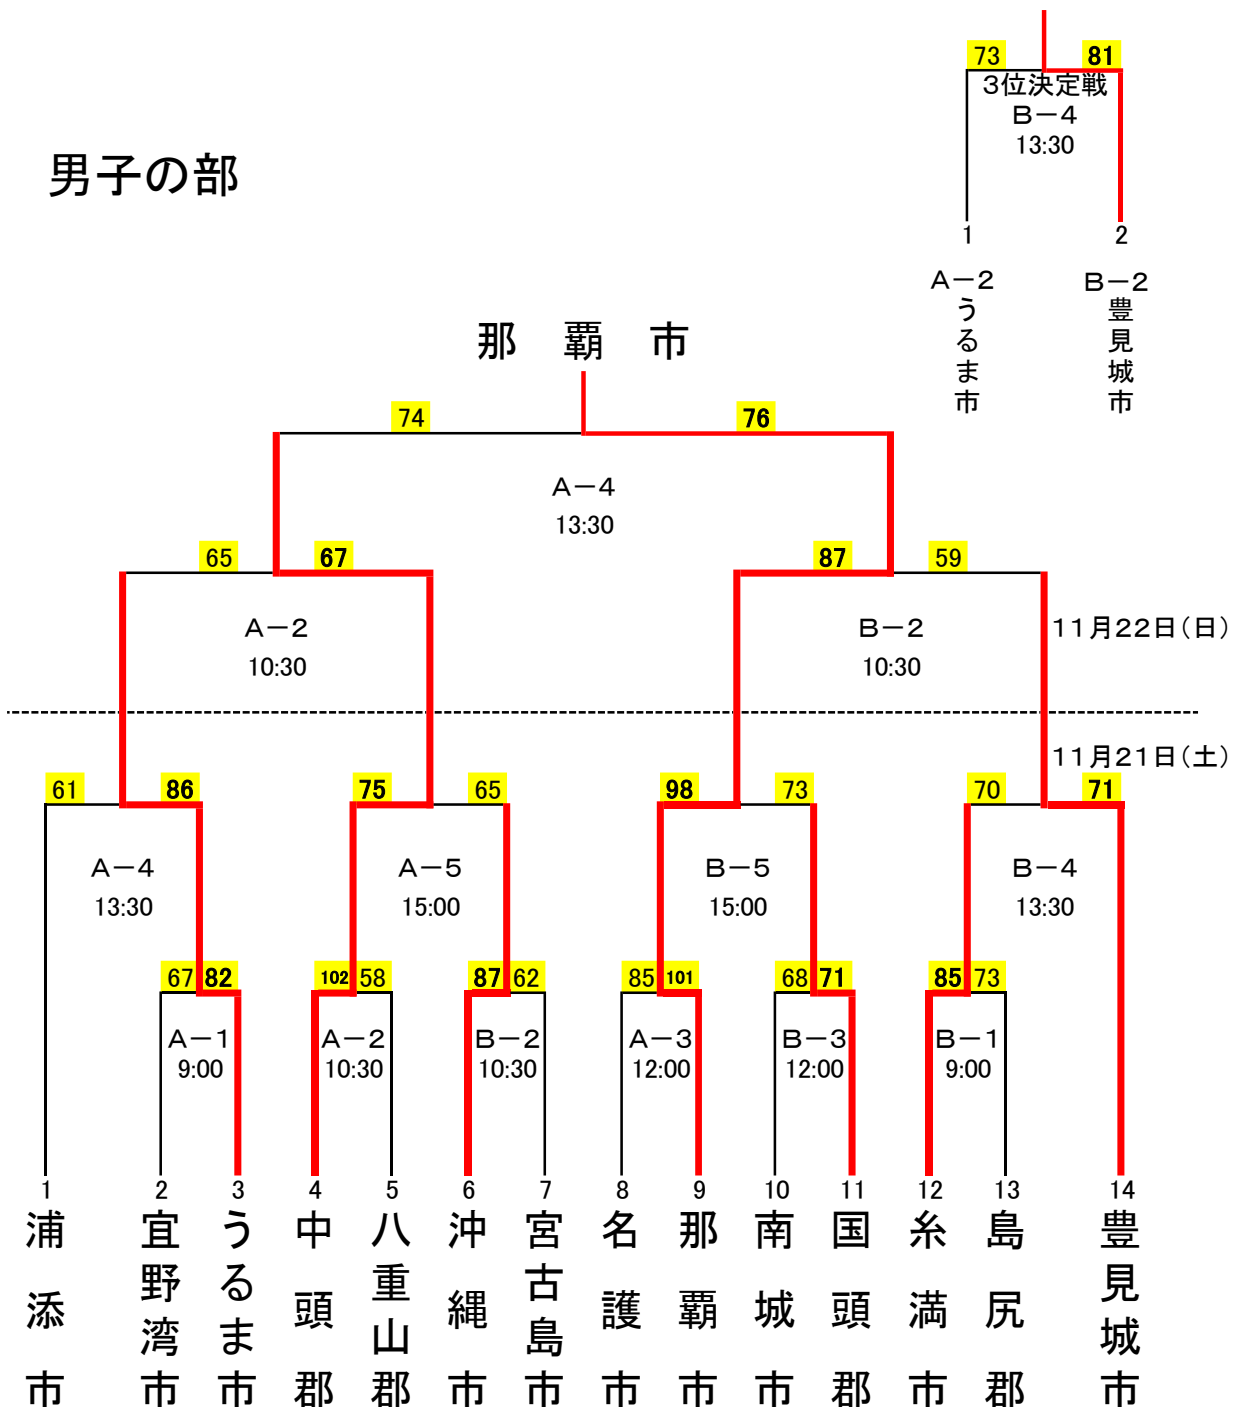 73 81
3位決定戦
B－4
13:30
男子の部
1 2
A－2 B－2
うるま市 豊見城市
那覇市
74 76
A－4
13:30
65 67 87 59
A－2 B－2 11月22日(日)
10:30 10:30
11月21日(土)
61 86 75 65 98 73 70 71
A－4 A－5 B－5 B－4
13:30 15:00 15:00 13:30
67 82 102 58 87 62 85 101 68 71 85 73
A－1 A－2 B－2 A－3 B－3 B－1
9:00 10:30 10:30 12:00 12:00 9:00
1 2 3 4 5 6 7 8 9 10 11 12 13 14
浦添市 宜野湾市 うるま市 中頭郡 八重山郡 沖縄市 宮古島市 名護市 那覇市 南城市 国頭郡 糸満市 島尻郡 豊見城市